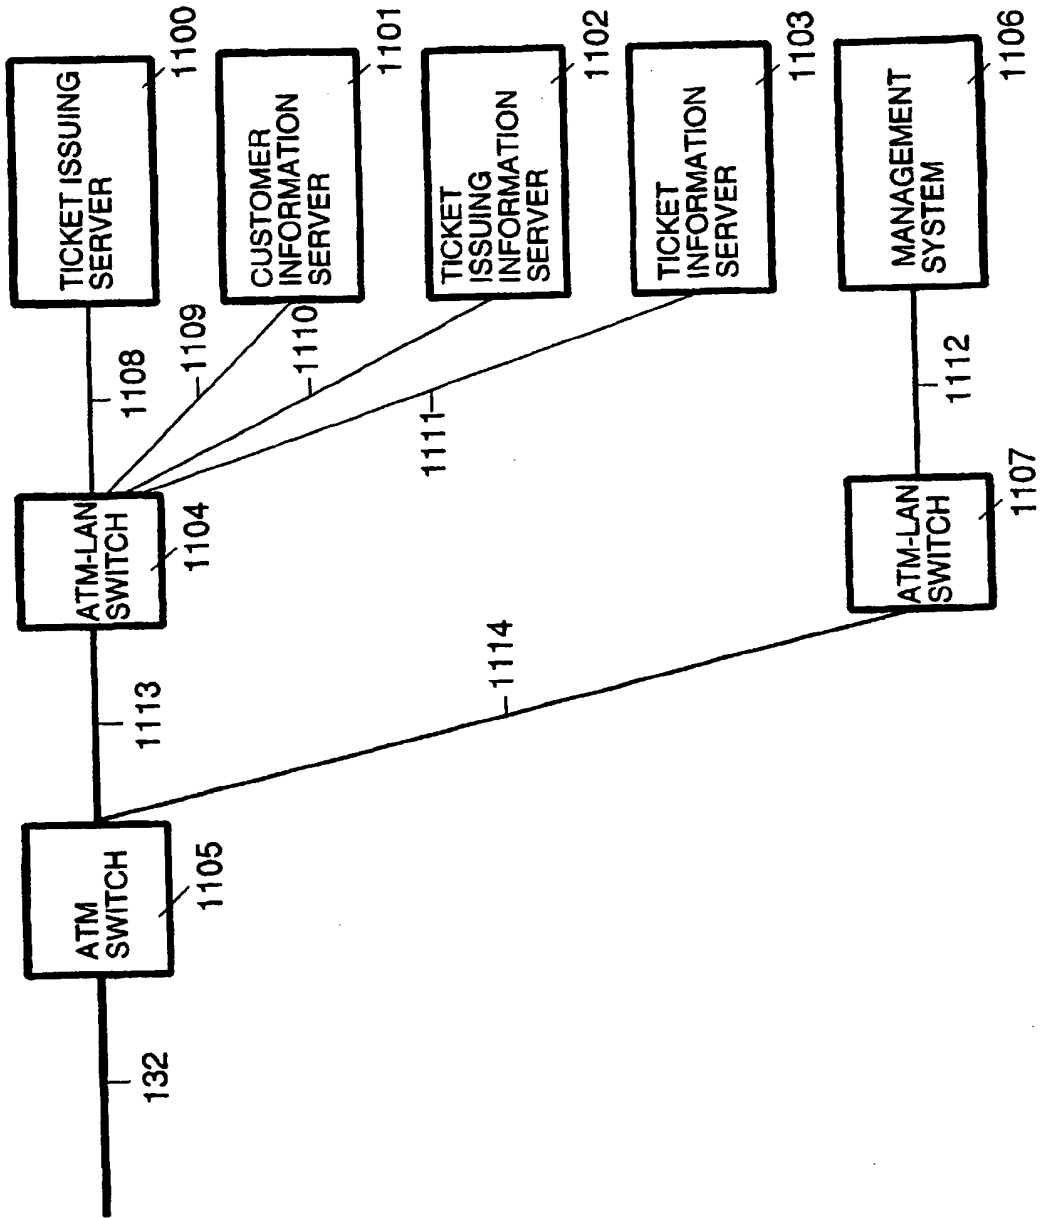 TICKET ISSUING
SERVER
1100
CUSTOMER
INFORMATION
SERVER
1101
TICKET
ISSUING
INFORMATION
SERVER
1102
TICKET
INFORMATION
SERVER
1103
MANAGEMENT
SYSTEM
1106
1108
1109
1110
1111
1112
ATM-LAN
SWITCH
1104
ATM-LAN
SWITCH
1107
1113
1114
ATM
SWITCH
1105
132